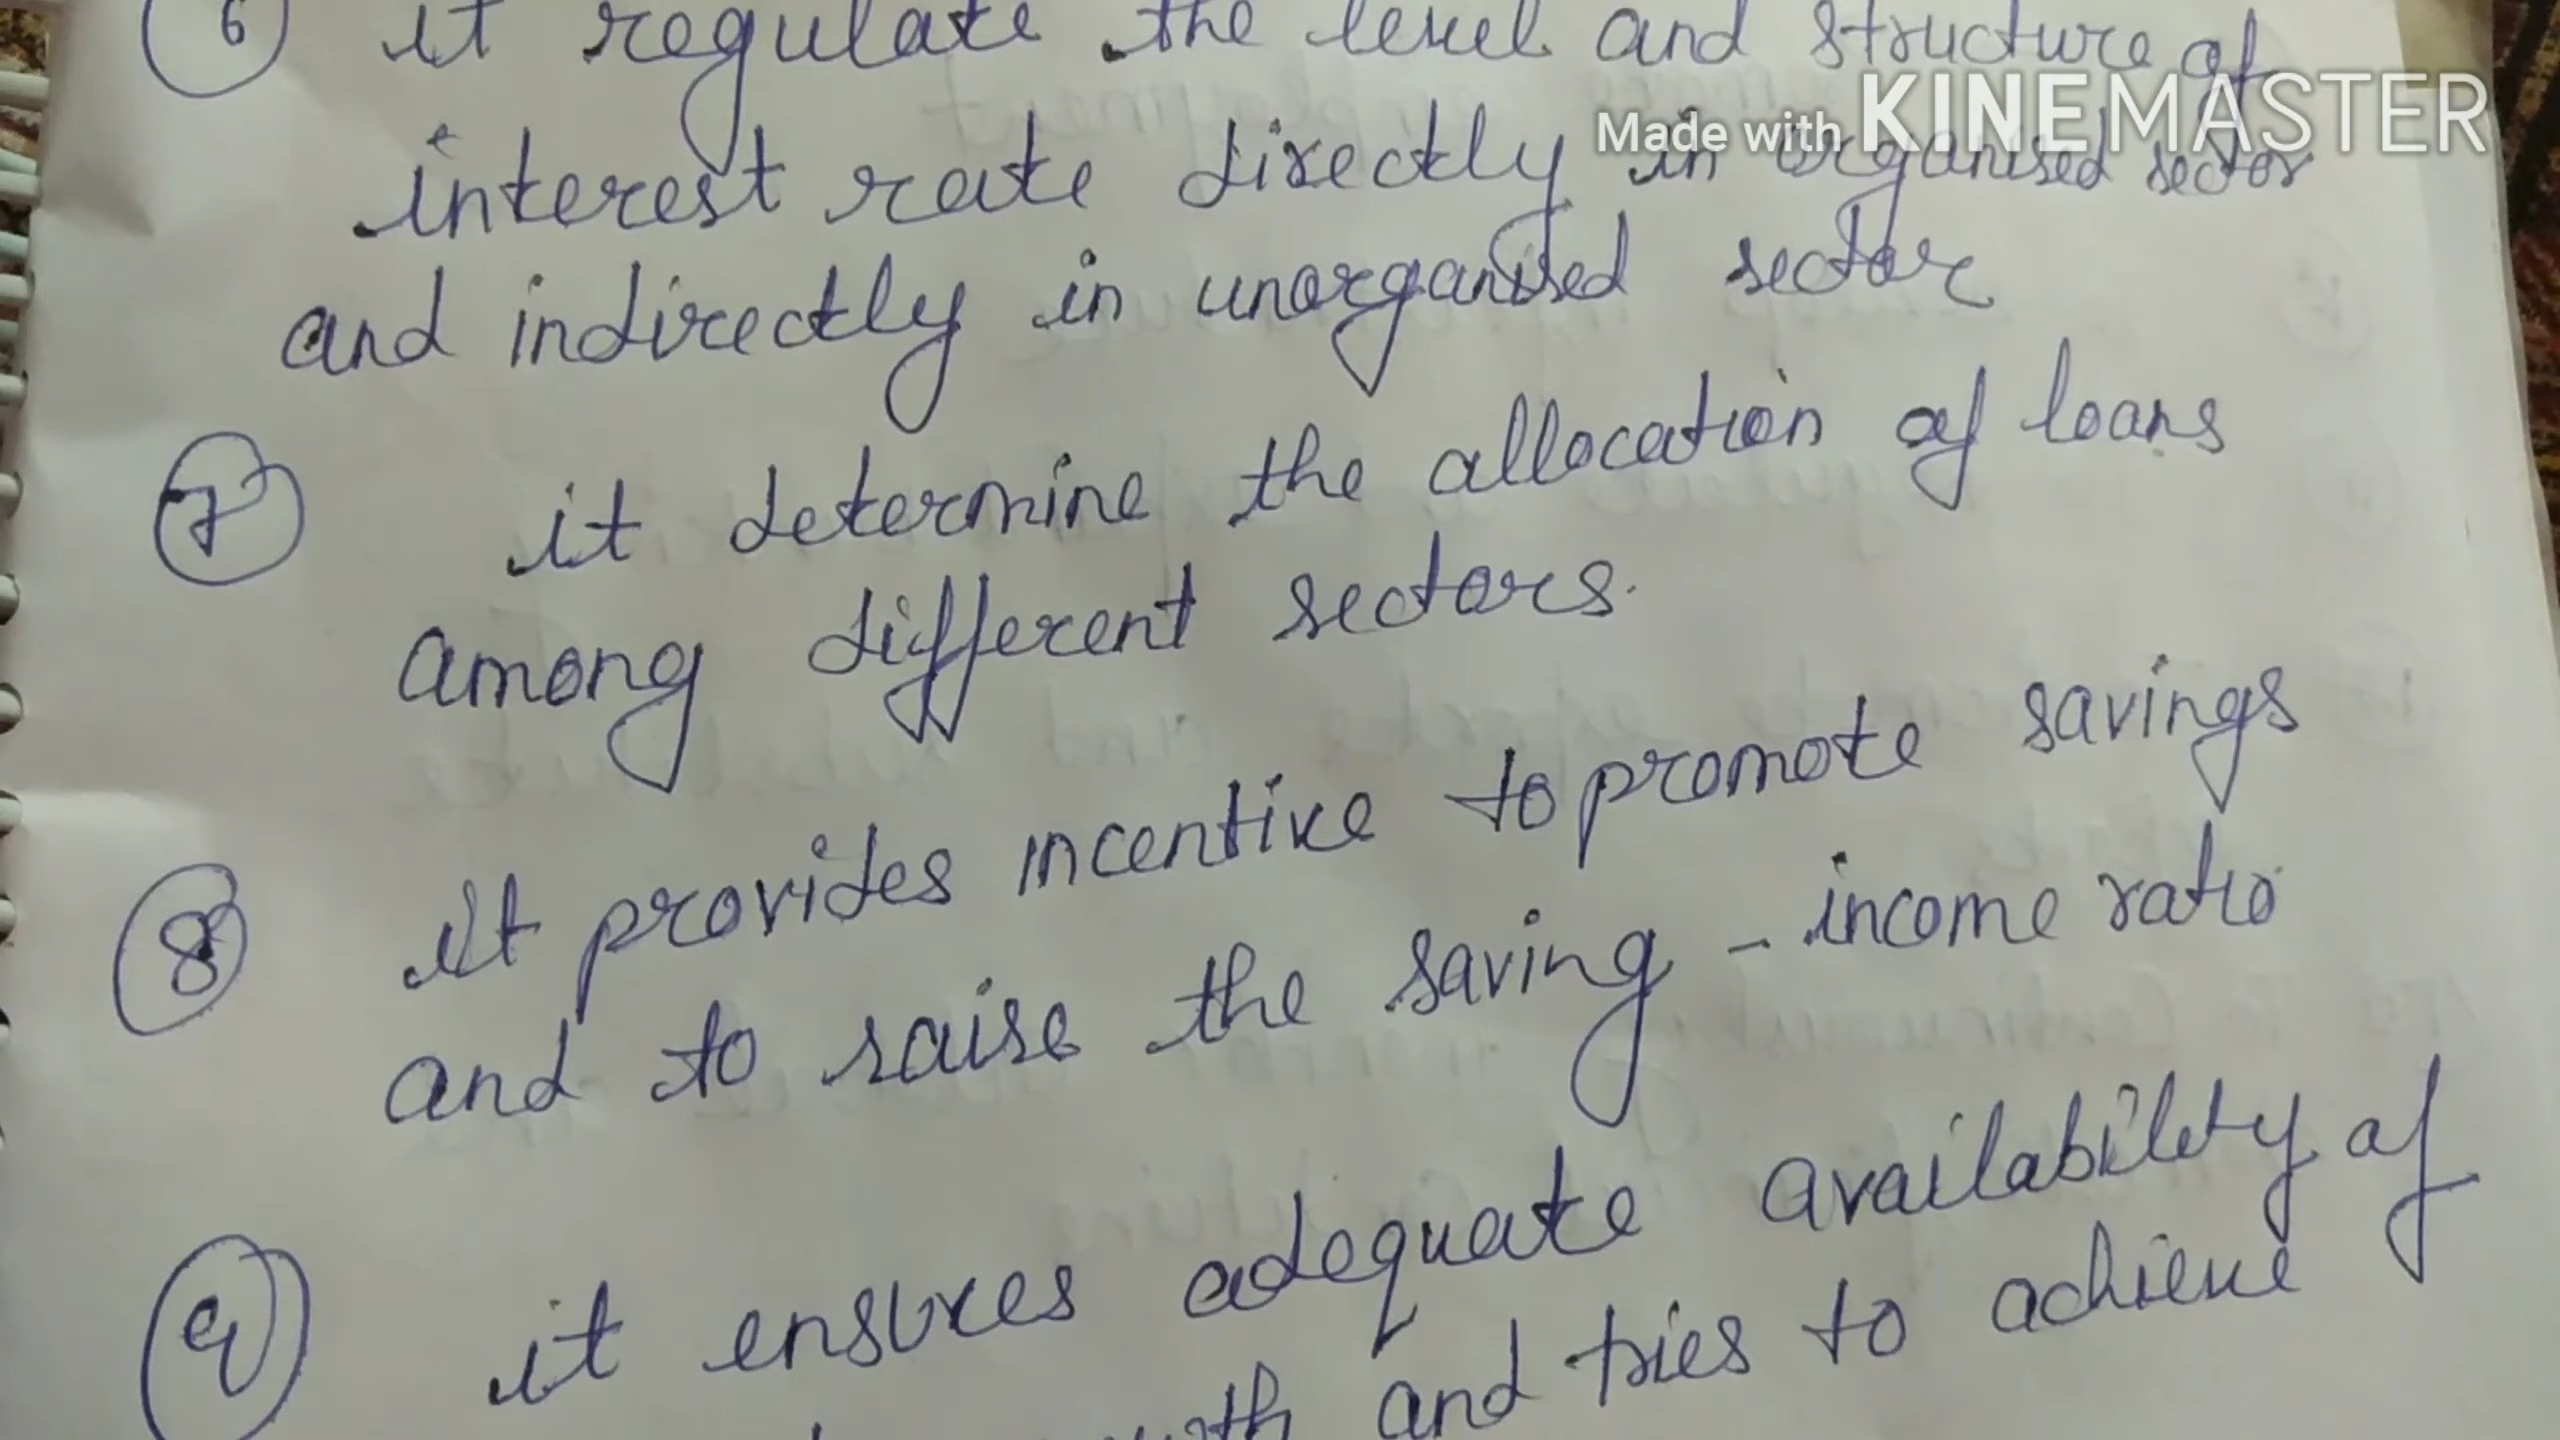 6 it regulate the level and structure of
Made with KINEMASTER
interest rate directly in organised sector
and indirectly in unorganised sector
7 it determine the allocation of loans
among different sectors.
8 it provides incentive to promote savings
and to raise the saving - income ratio
9 it ensures adequate availability of
and tries to achieve